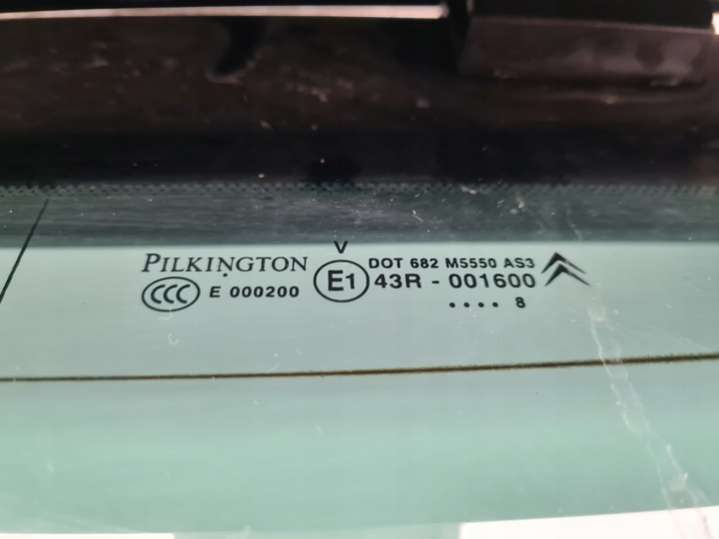 V
PILKINGTON
DOT 682 M5550 AS3
CCC E 000200
E1 43R - 001600
.... 8